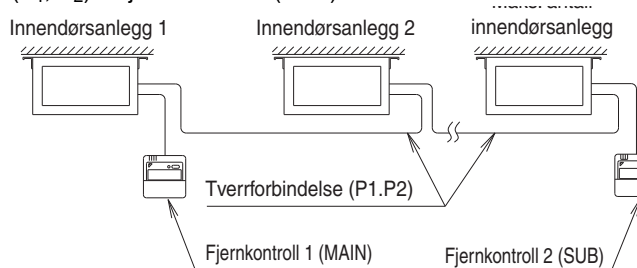 Innendørsanlegg 1
Innendørsanlegg 2
innendørsanlegg
Tverrforbindelse (P1.P2)
Fjernkontroll 1 (MAIN)
Fjernkontroll 2 (SUB)